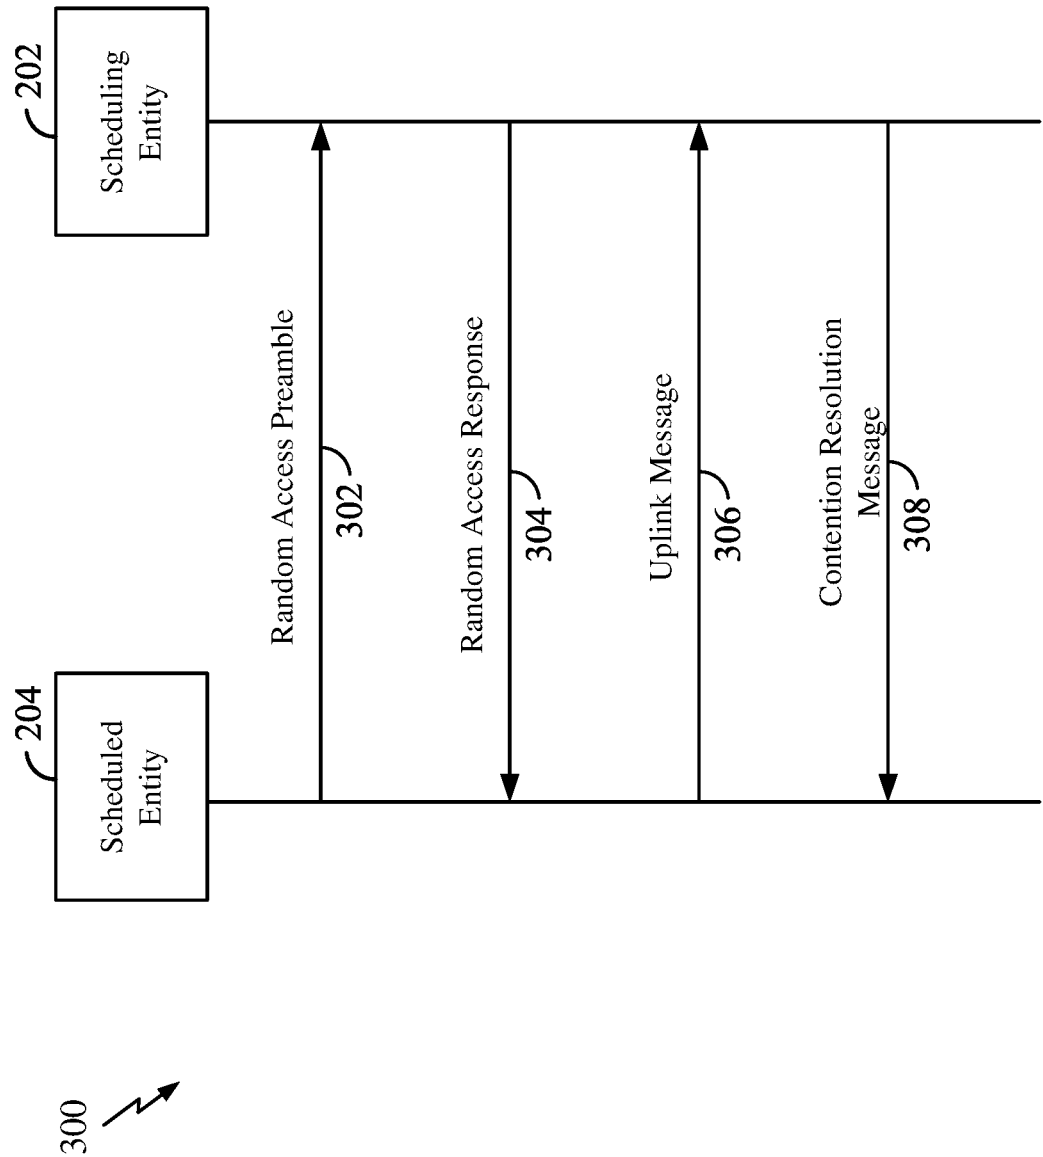 300
204
202
Scheduled
Entity
Scheduling
Entity
Random Access Preamble
302
Random Access Response
304
Uplink Message
306
Contention Resolution
Message
308